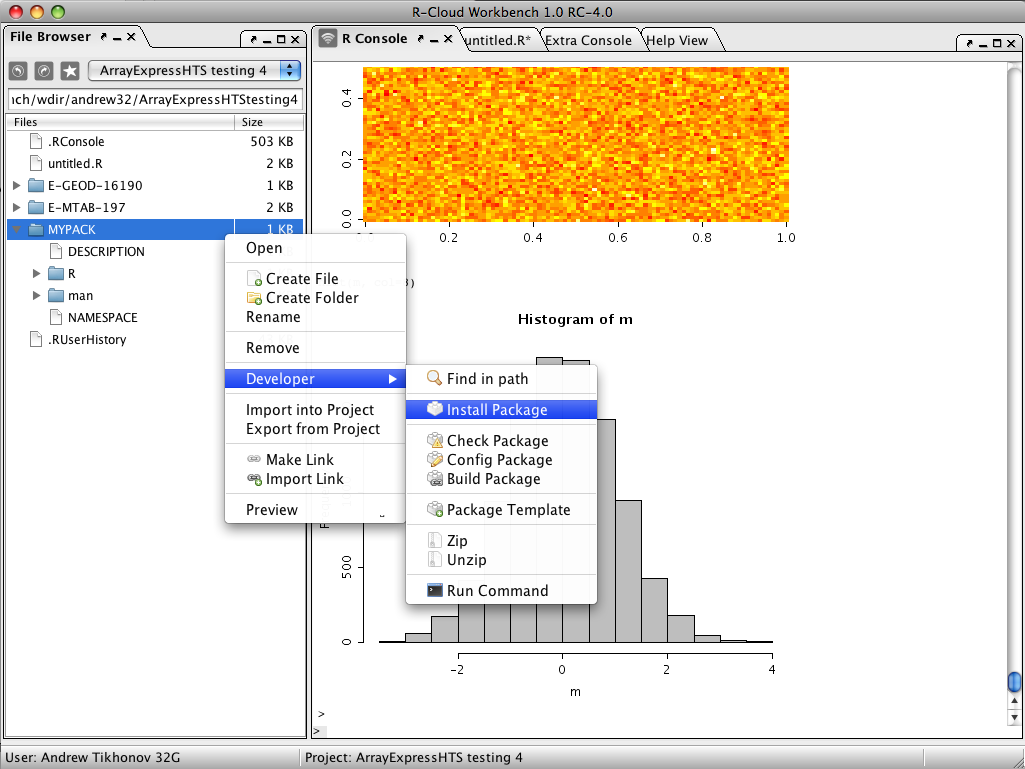 R-Cloud Workbench 1.0 RC-4.0
File Browser
R Console
untitled.R*
Extra Console
Help View
ArrayExpressHTS testing 4
ch/wdir/andrew32/ArrayExpressHTStesting4
Files Size
.RConsole 503 KB
untitled.R 2 KB
E-GEOD-16190 1 KB
E-MTAB-197 2 KB
MYPACK 1 KB
DESCRIPTION
R
man
NAMESPACE
.RUserHistory
Open
Create File
Create Folder
Rename
Remove
Developer
Import into Project
Export from Project
Make Link
Import Link
Preview
Find in path
Install Package
Check Package
Config Package
Build Package
Package Template
Zip
Unzip
Run Command
0.4
0.2
0.0
0.2 0.4 0.6 0.8 1.0
Histogram of m
500
0
-2 0 2 4
m
>
>
User: Andrew Tikhonov 32G
Project: ArrayExpressHTS testing 4